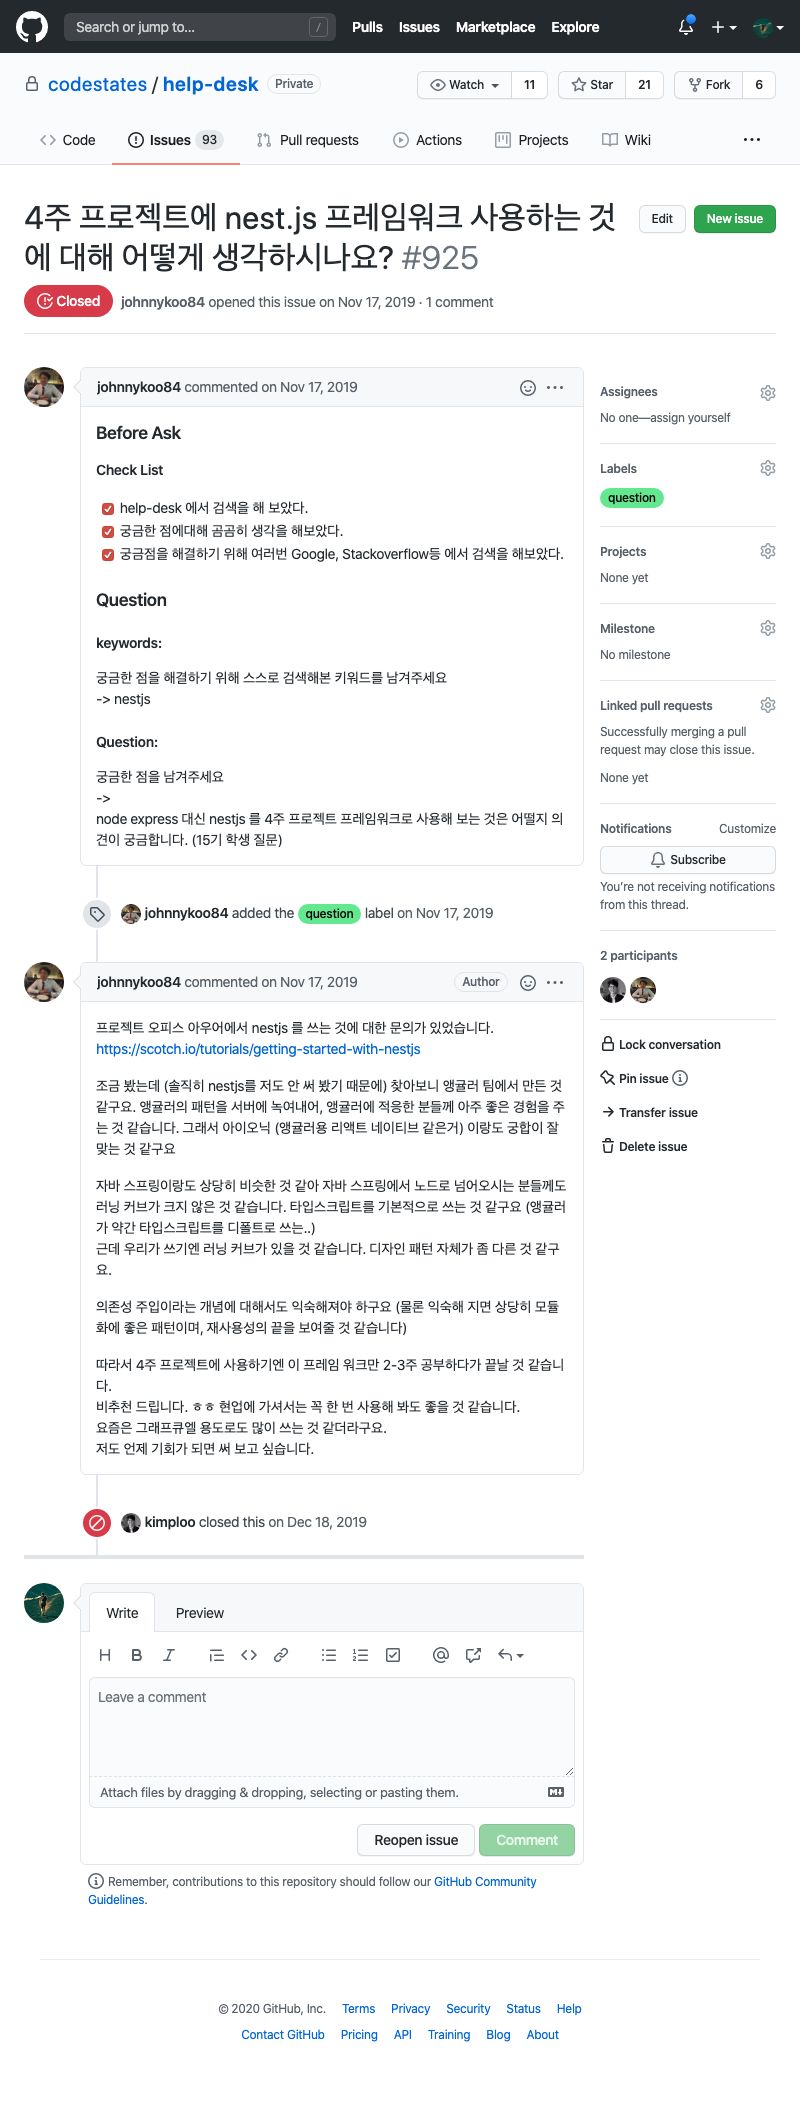 Search or jump to... /
Pulls Issues Marketplace Explore
codestates / help-desk Private
Watch 11 Star 21 Fork 6
Code Issues 93 Pull requests Actions Projects Wiki
4주 프로젝트에 nest.js 프레임워크 사용하는 것
에 대해 어떻게 생각하시나요? #925
Edit New issue
Closed johnnykoo84 opened this issue on Nov 17, 2019 · 1 comment
johnnykoo84 commented on Nov 17, 2019
Before Ask
Check List
help-desk 에서 검색을 해 보았다.
궁금한 점에대해 곰곰히 생각을 해보았다.
궁금점을 해결하기 위해 여러번 Google, Stackoverflow등 에서 검색을 해보았다.
Question
keywords:
궁금한 점을 해결하기 위해 스스로 검색해본 키워드를 남겨주세요
-> nestjs
Question:
궁금한 점을 남겨주세요
->
node express 대신 nestjs 를 4주 프로젝트 프레임워크로 사용해 보는 것은 어떨지 의
견이 궁금합니다. (15기 학생 질문)
johnnykoo84 added the question label on Nov 17, 2019
johnnykoo84 commented on Nov 17, 2019 Author
프로젝트 오피스 아우어에서 nestjs 를 쓰는 것에 대한 문의가 있었습니다.
https://scotch.io/tutorials/getting-started-with-nestjs
조금 봤는데 (솔직히 nestjs를 저도 안 써 봤기 때문에) 찾아보니 앵귤러 팀에서 만든 것
같구요. 앵귤러의 패턴을 서버에 녹여내어, 앵귤러에 적응한 분들께 아주 좋은 경험을 주
는 것 같습니다. 그래서 아이오닉 (앵귤러용 리액트 네이티브 같은거) 이랑도 궁합이 잘
맞는 것 같구요
자바 스프링이랑도 상당히 비슷한 것 같아 자바 스프링에서 노드로 넘어오시는 분들께도
러닝 커브가 크지 않은 것 같습니다. 타입스크립트를 기본적으로 쓰는 것 같구요 (앵귤러
가 약간 타입스크립트를 디폴트로 쓰는..)
근데 우리가 쓰기엔 러닝 커브가 있을 것 같습니다. 디자인 패턴 자체가 좀 다른 것 같구
요.
의존성 주입이라는 개념에 대해서도 익숙해져야 하구요 (물론 익숙해 지면 상당히 모듈
화에 좋은 패턴이며, 재사용성의 끝을 보여줄 것 같습니다)
따라서 4주 프로젝트에 사용하기엔 이 프레임 워크만 2-3주 공부하다가 끝날 것 같습니
다.
비추천 드립니다. ㅎㅎ 현업에 가셔서는 꼭 한 번 사용해 봐도 좋을 것 같습니다.
요즘은 그래프큐엘 용도로도 많이 쓰는 것 같더라구요.
저도 언제 기회가 되면 써 보고 싶습니다.
kimploo closed this on Dec 18, 2019
Write Preview
H B I @
Leave a comment
Attach files by dragging & dropping, selecting or pasting them.
Reopen issue Comment
Remember, contributions to this repository should follow our GitHub Community
Guidelines.
Assignees
No one—assign yourself
Labels
question
Projects
None yet
Milestone
No milestone
Linked pull requests
Successfully merging a pull
request may close this issue.
None yet
Notifications Customize
Subscribe
You're not receiving notifications
from this thread.
2 participants
Lock conversation
Pin issue
Transfer issue
Delete issue
© 2020 GitHub, Inc. Terms Privacy Security Status Help
Contact GitHub Pricing API Training Blog About